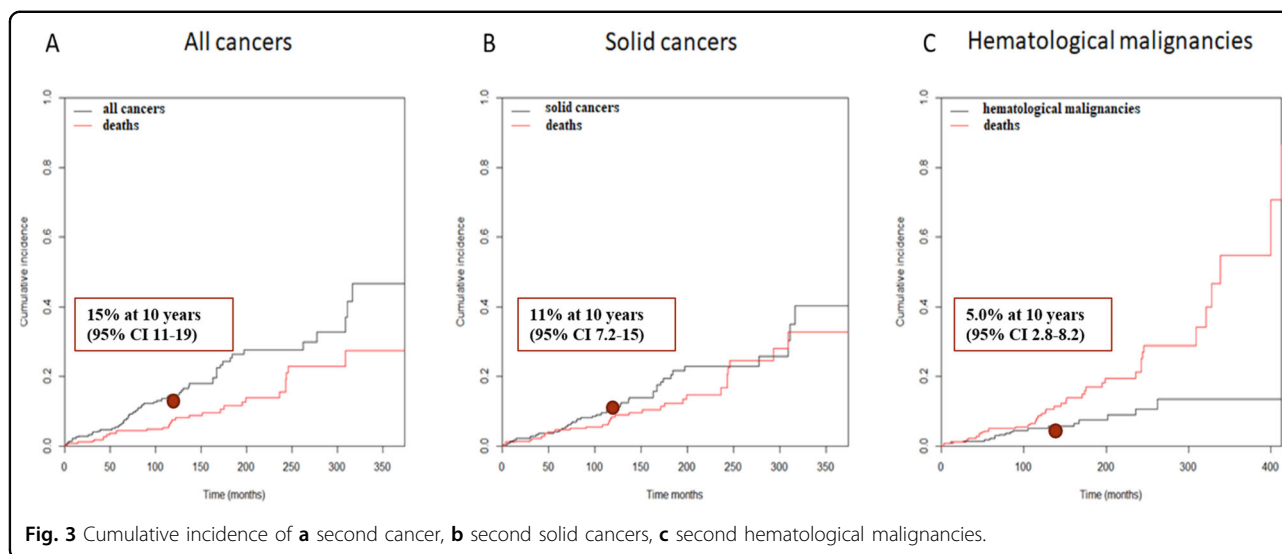 A All cancers
1.0
0.8
0.6
0.4
0.2
0.0
Cumulative incidence
all cancers
deaths
15% at 10 years
(95% CI 11-19)
0 50 100 150 200 250 300 350
Time (months)
B Solid cancers
1.0
0.8
0.6
0.4
0.2
0.0
Cumulative incidence
solid cancers
deaths
11% at 10 years
(95% CI 7.2-15)
0 50 100 150 200 250 300 350
Time months
C Hematological malignancies
1.0
0.8
0.6
0.4
0.2
0.0
Cumulative incidence
hematological malignancies
deaths
5.0% at 10 years
(95% CI 2.8-8.2)
0 100 200 300 400
Time (months)
Fig. 3 Cumulative incidence of a second cancer, b second solid cancers, c second hematological malignancies.